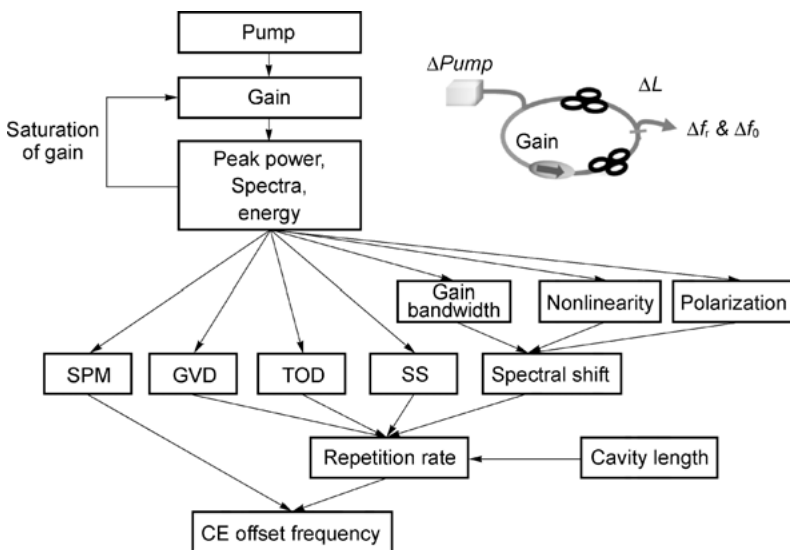 Pump
Gain
Saturation
of gain
Peak power,
Spectra,
energy
ΔPump
ΔL
Gain
Δfr & Δf0
Gain
bandwidth
Nonlinearity
Polarization
SPM
GVD
TOD
SS
Spectral shift
Repetition rate
Cavity length
CE offset frequency